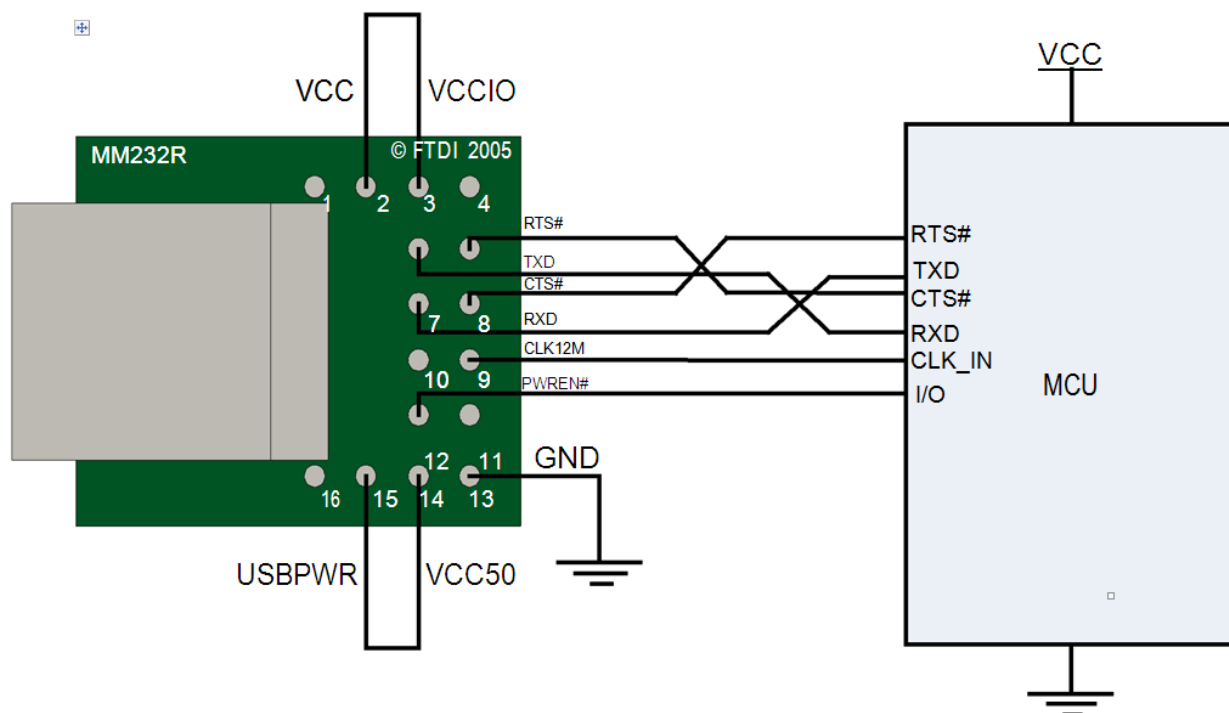 VCC
VCC VCCIO
MM232R © FTDI 2005
1 2 3 4
RTS#
TXD
CTS#
7 8 RXD
CLK12M
10 9 PWREN#
12 11 GND
16 15 14 13
USBPWR VCC50
RTS#
TXD
CTS#
RXD
CLK_IN
I/O
MCU